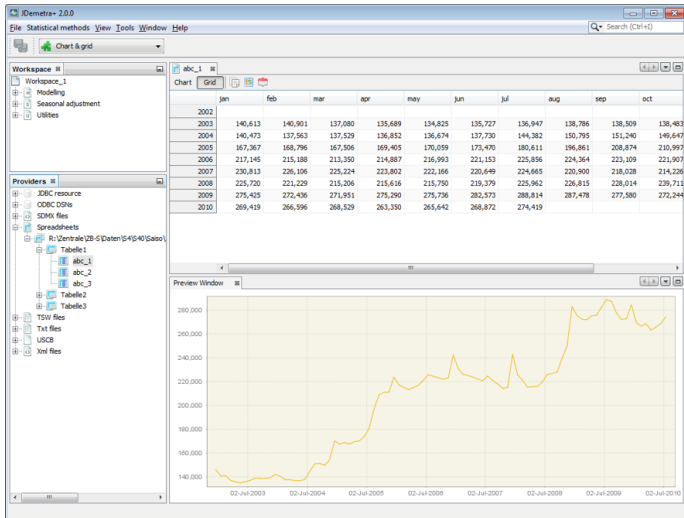 JDemetra+ 2.0.0
File Statistical methods View Tools Window Help
Search (Ctrl+I)
Chart & grid
Workspace
Workspace_1
Modelling
Seasonal adjustment
Utilities
Providers
JDBC resource
ODBC DSNs
SDMX files
Spreadsheets
R:\Zentrale\ZB-S\Daten\S4\S40\Saiso\
Tabelle1
abc_1
abc_2
abc_3
Tabelle2
Tabelle3
TSW files
Txt files
USCB
Xml files
abc_1
Chart Grid
jan feb mar apr may jun jul aug sep oct
2002
2003 140,613 140,901 137,080 135,689 134,825 135,727 136,947 138,786 138,509 138,483
2004 140,473 137,563 137,529 136,852 136,674 137,730 144,382 150,795 151,240 149,647
2005 167,367 168,796 167,506 169,405 170,059 173,470 180,611 196,861 208,874 210,997
2006 217,145 215,188 213,350 214,887 216,993 221,153 225,856 224,364 223,109 221,907
2007 230,813 226,106 225,224 223,802 222,166 220,649 224,665 220,900 218,028 214,226
2008 225,720 221,229 215,206 215,616 215,750 219,379 225,962 226,815 228,014 239,711
2009 275,425 272,436 271,951 275,290 275,736 282,573 288,814 287,478 277,580 272,244
2010 269,419 266,596 268,529 263,350 265,642 268,872 274,419
Preview Window
280,000
260,000
240,000
220,000
200,000
180,000
160,000
140,000
02-Jul-2003 02-Jul-2004 02-Jul-2005 02-Jul-2006 02-Jul-2007 02-Jul-2008 02-Jul-2009 02-Jul-2010